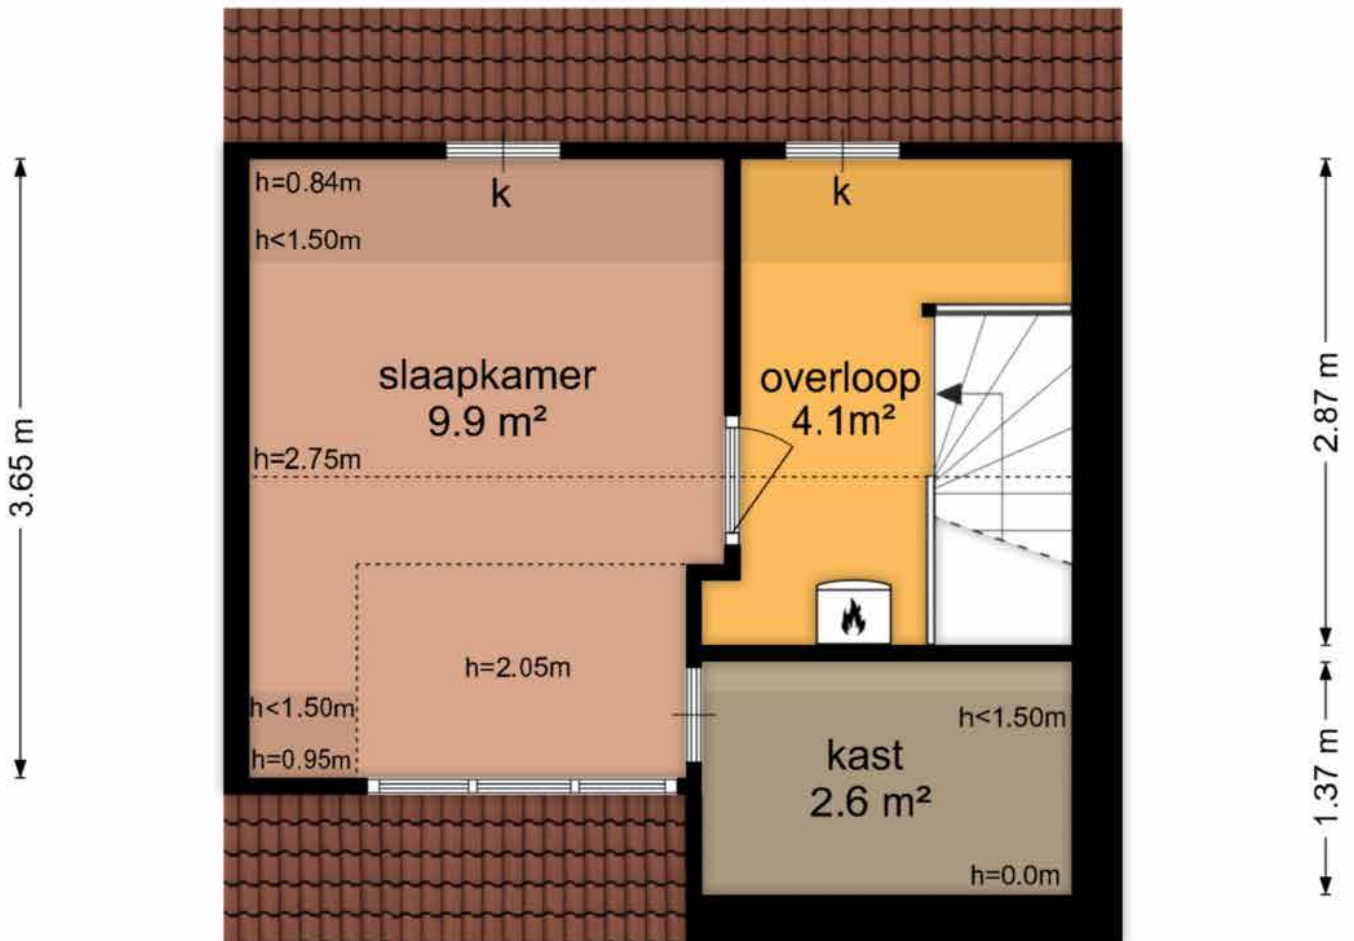 h=0.84m
k
k
h<1.50m
slaapkamer
9.9 m²
overloop
4.1m²
h=2.75m
3.65 m
2.87 m
h=2.05m
h<1.50m
h=0.95m
h<1.50m
kast
2.6 m²
h=0.0m
1.37 m